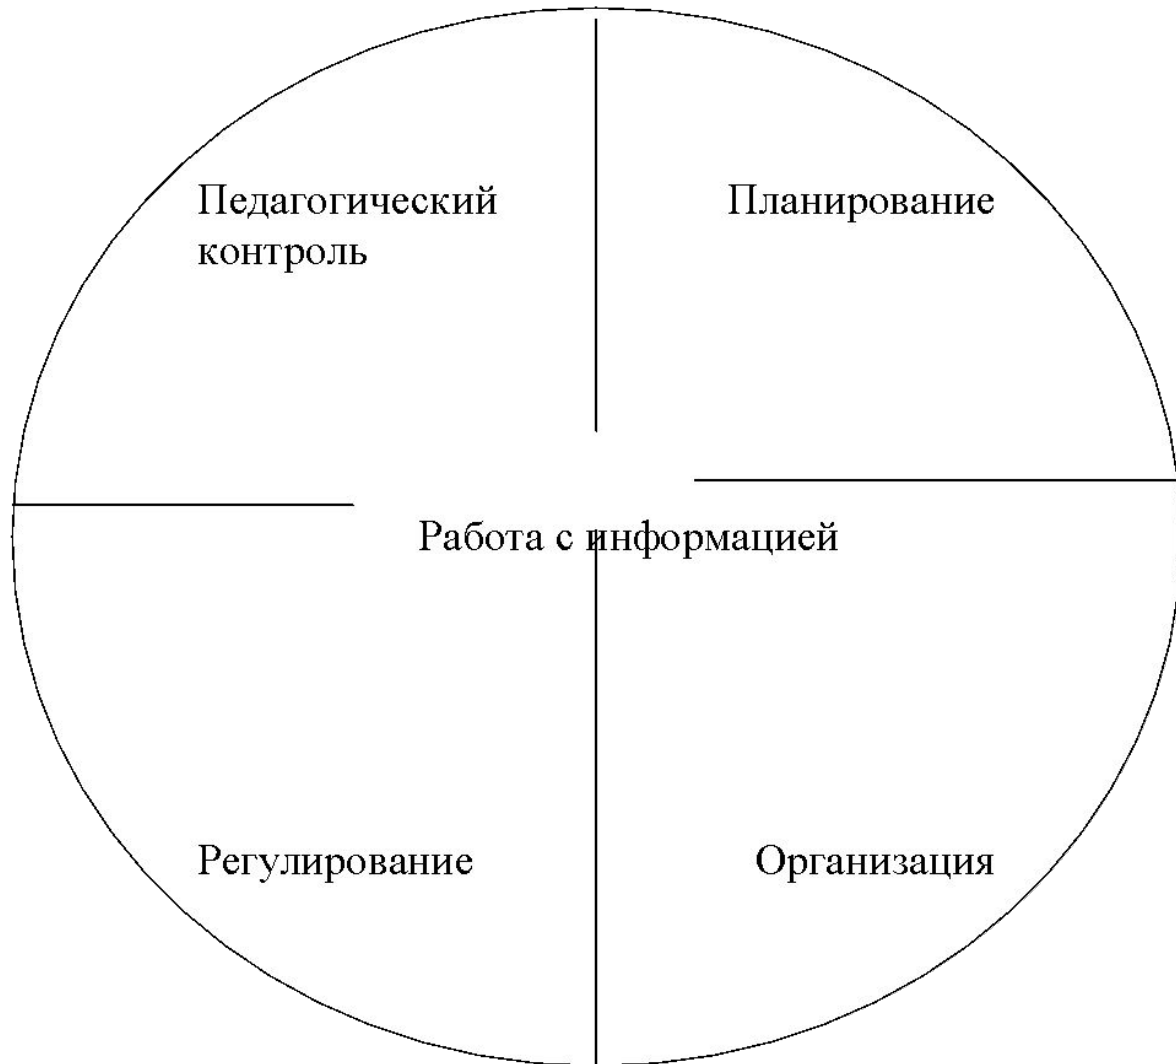 Педагогический
контроль
Планирование
Работа с информацией
Регулирование
Организация